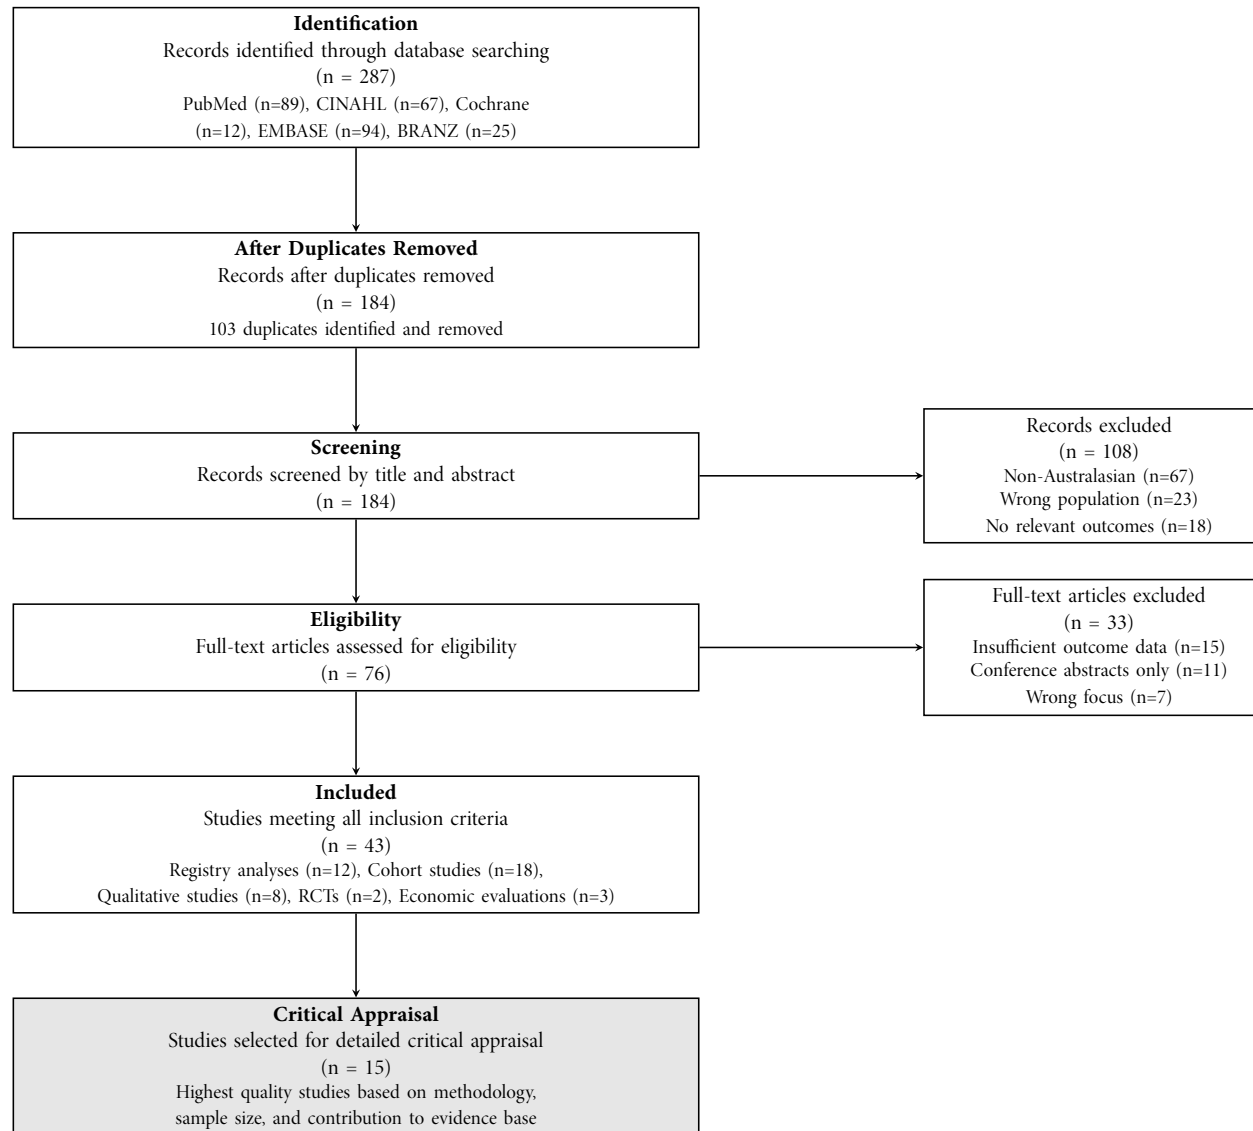 Identification
Records identified through database searching
(n = 287)
PubMed (n=89), CINAHL (n=67), Cochrane
(n=12), EMBASE (n=94), BRANZ (n=25)
After Duplicates Removed
Records after duplicates removed
(n = 184)
103 duplicates identified and removed
Screening
Records screened by title and abstract
(n = 184)
Records excluded
(n = 108)
Non-Australasian (n=67)
Wrong population (n=23)
No relevant outcomes (n=18)
Eligibility
Full-text articles assessed for eligibility
(n = 76)
Full-text articles excluded
(n = 33)
Insufficient outcome data (n=15)
Conference abstracts only (n=11)
Wrong focus (n=7)
Included
Studies meeting all inclusion criteria
(n = 43)
Registry analyses (n=12), Cohort studies (n=18),
Qualitative studies (n=8), RCTs (n=2), Economic evaluations (n=3)
Critical Appraisal
Studies selected for detailed critical appraisal
(n = 15)
Highest quality studies based on methodology,
sample size, and contribution to evidence base